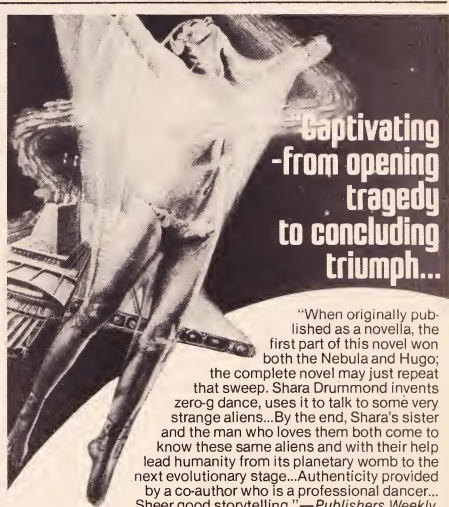 "Captivating
-from opening
tragedy
to concluding
triumph...
"When originally pub-
lished as a novella, the
first part of this novel won
both the Nebula and Hugo;
the complete novel may just repeat
that sweep. Shara Drummond invents
zero-g dance, uses it to talk to some very
strange aliens...By the end, Shara's sister
and the man who loves them both come to
know these same aliens and with their help
lead humanity from its planetary womb to the
next evolutionary stage...Authenticity provided
by a co-author who is a professional dancer...
Sheer good storytelling."—Publishers Weekly